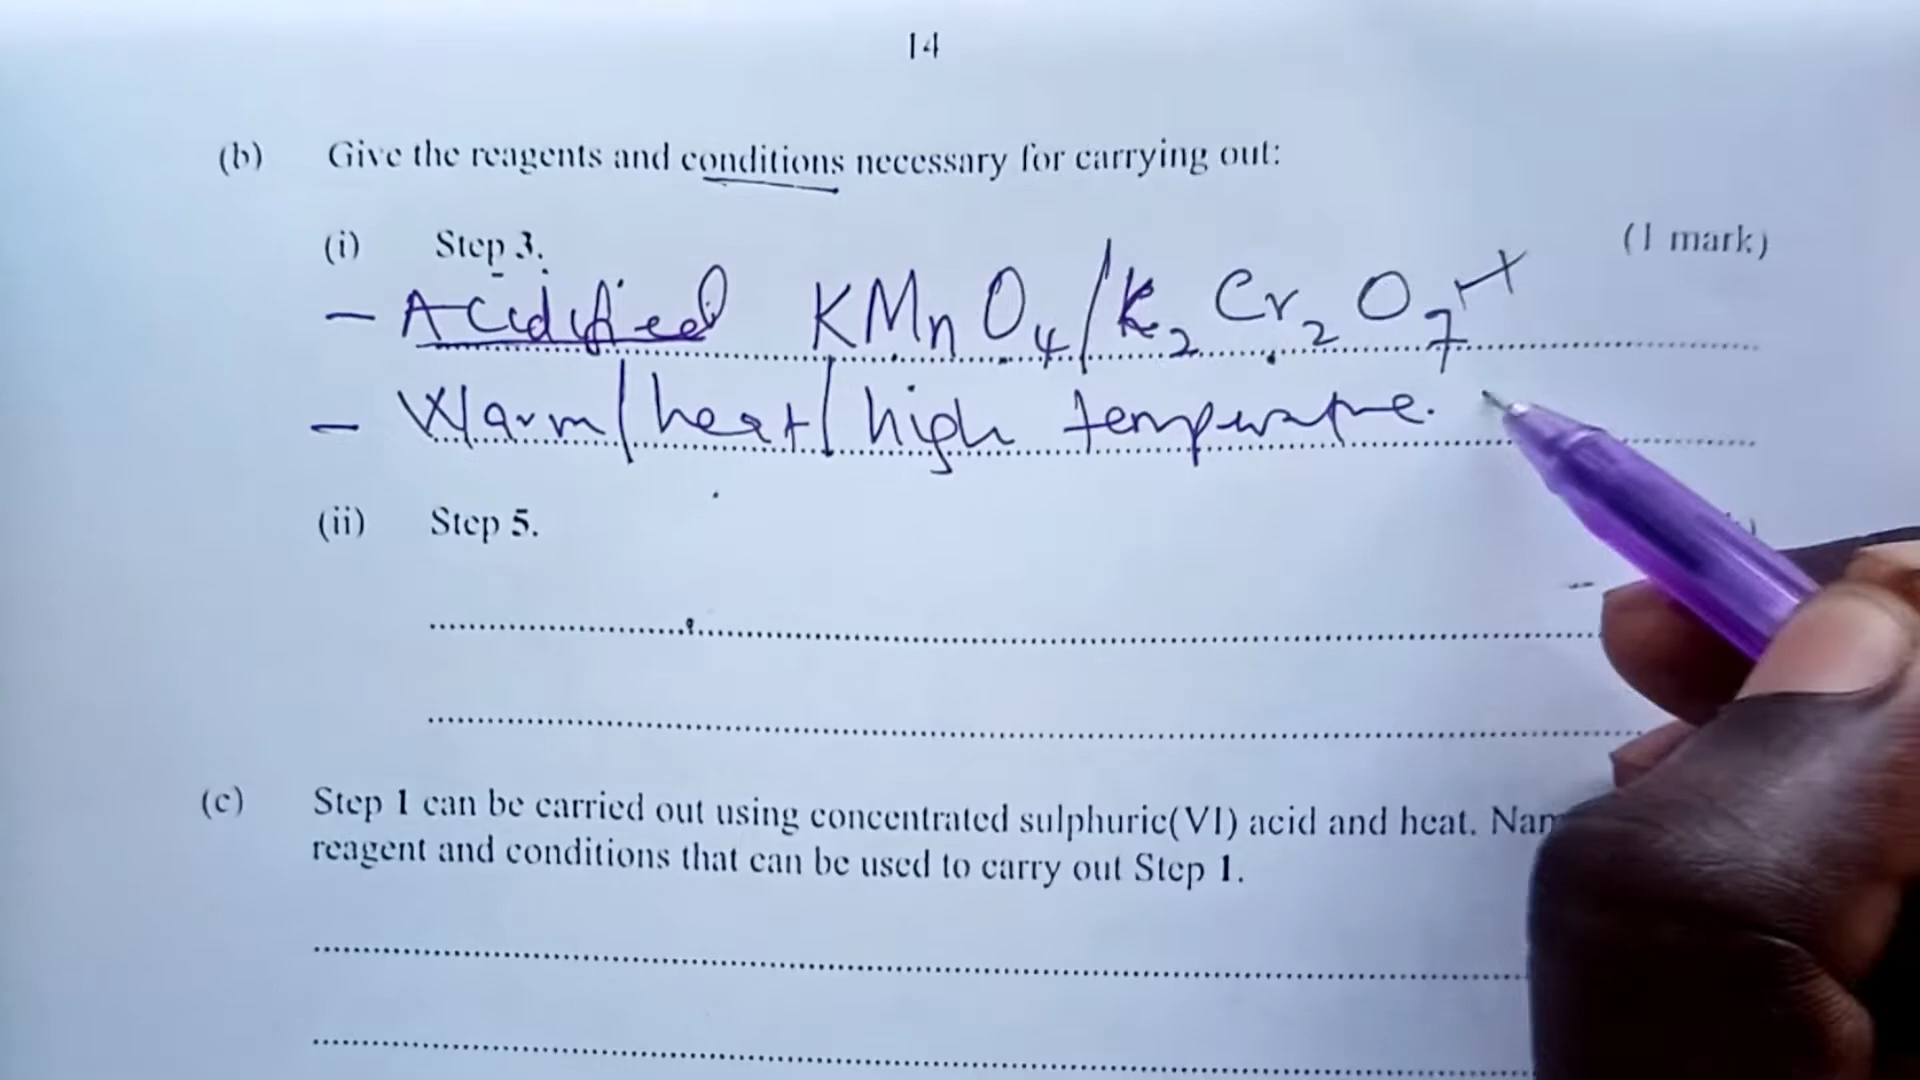 14
(b) Give the reagents and conditions necessary for carrying out:
(i) Step 3. (1 mark)
– Acidified KMnO4/K2Cr2O7
– Warm/heat/high temperature.
(ii) Step 5.
(c) Step 1 can be carried out using concentrated sulphuric(VI) acid and heat.
reagent and conditions that can be used to carry out Step 1.